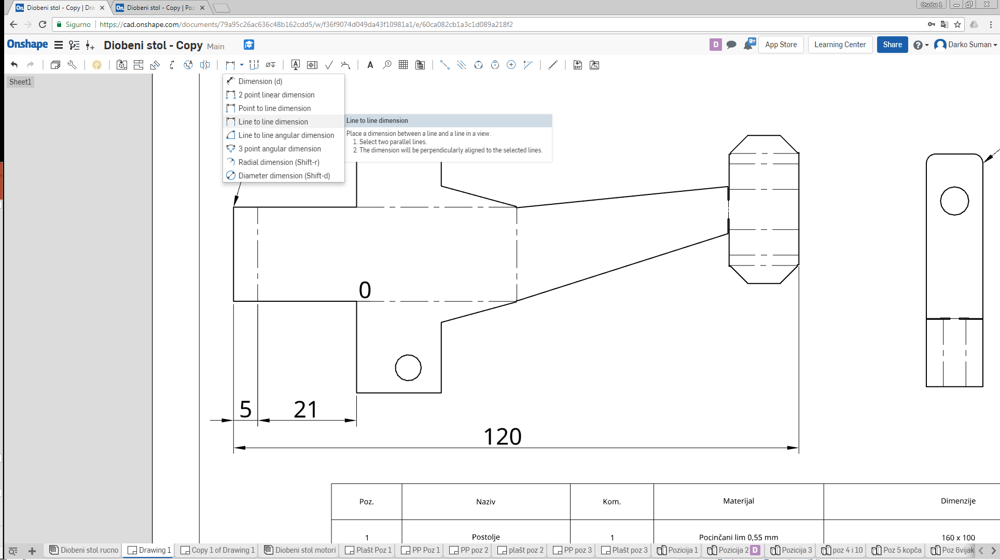 Diobeni stol - Copy | Dra
Diobeni stol - Copy | Poz
Osoba 1
Sigurno
https://cad.onshape.com/documents/79a95c26ac636c48b162cdd5/w/f36f9074d049da43f10981a1/e/60ca082cb1a3c1d089a218f2
Onshape
Diobeni stol - Copy Main
D
9+
App Store
Learning Center
Share
Darko Suman
Sheet1
Dimension (d)
2 point linear dimension
Point to line dimension
Line to line dimension
Line to line angular dimension
3 point angular dimension
Radial dimension (Shift-r)
Diameter dimension (Shift-d)
Line to line dimension
Place a dimension between a line and a line in a view.
1. Select two parallel lines.
2. The dimension will be perpendicularly aligned to the selected lines.
0
5
21
120
Poz. Naziv Kom. Materijal Dimenzije
1 Postolje 1 Pocinčani lim 0,55 mm 160 x 100
Diobeni stol rucno Drawing 1 Copy 1 of Drawing 1 Diobeni stol motori Plašt Poz 1 PP Poz 1 PP poz 2 plašt poz 2 PP poz 3 Plašt poz 3 Pozicija 1 Pozicija 2 D Pozicija 3 poz 4 i 10 Poz 5 kopča Poz 6vijak